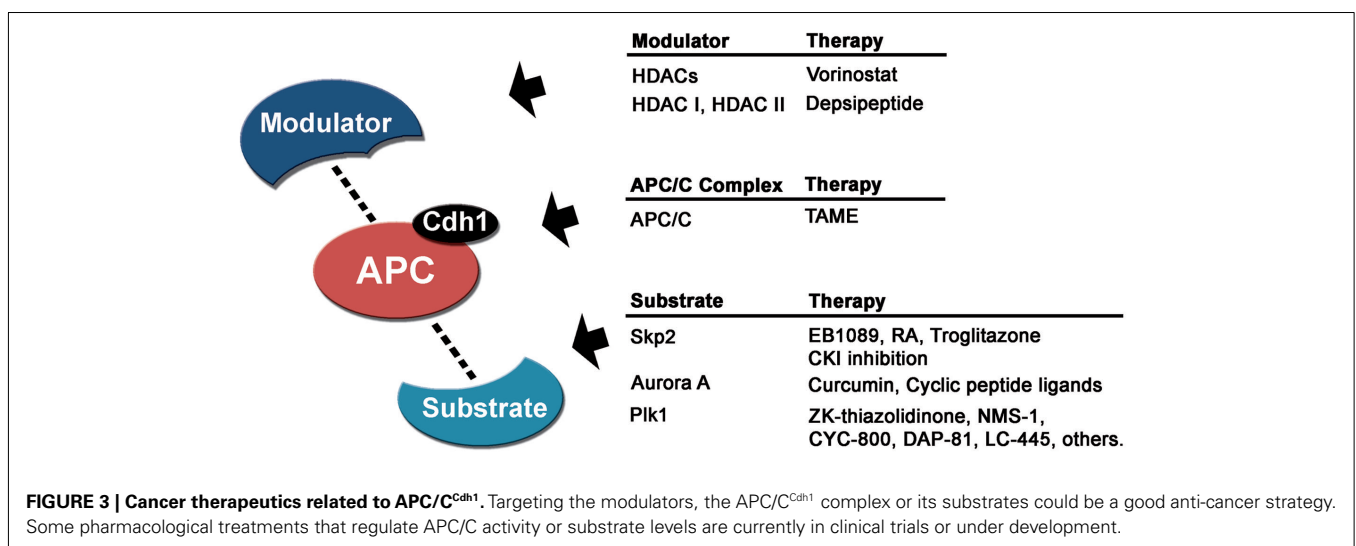 Modulator
Cdh1
APC
Substrate
Modulator Therapy
HDACs Vorinostat
HDAC I, HDAC II Depsipeptide
APC/C Complex Therapy
APC/C TAME
Substrate Therapy
Skp2 EB1089, RA, Troglitazone
CKI inhibition
Aurora A Curcumin, Cyclic peptide ligands
Plk1 ZK-thiazolidinone, NMS-1,
CYC-800, DAP-81, LC-445, others.
FIGURE 3 | Cancer therapeutics related to APC/C^Cdh1. Targeting the modulators, the APC/C^Cdh1 complex or its substrates could be a good anti-cancer strategy.
Some pharmacological treatments that regulate APC/C activity or substrate levels are currently in clinical trials or under development.